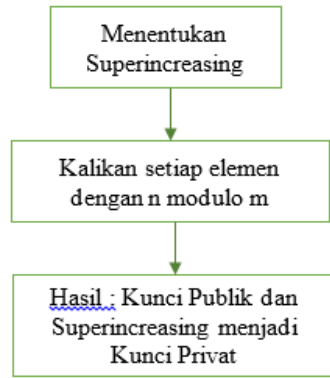 Menentukan
Superincreasing
Kalikan setiap elemen
dengan n modulo m
Hasil : Kunci Publik dan
Superincreasing menjadi
Kunci Privat